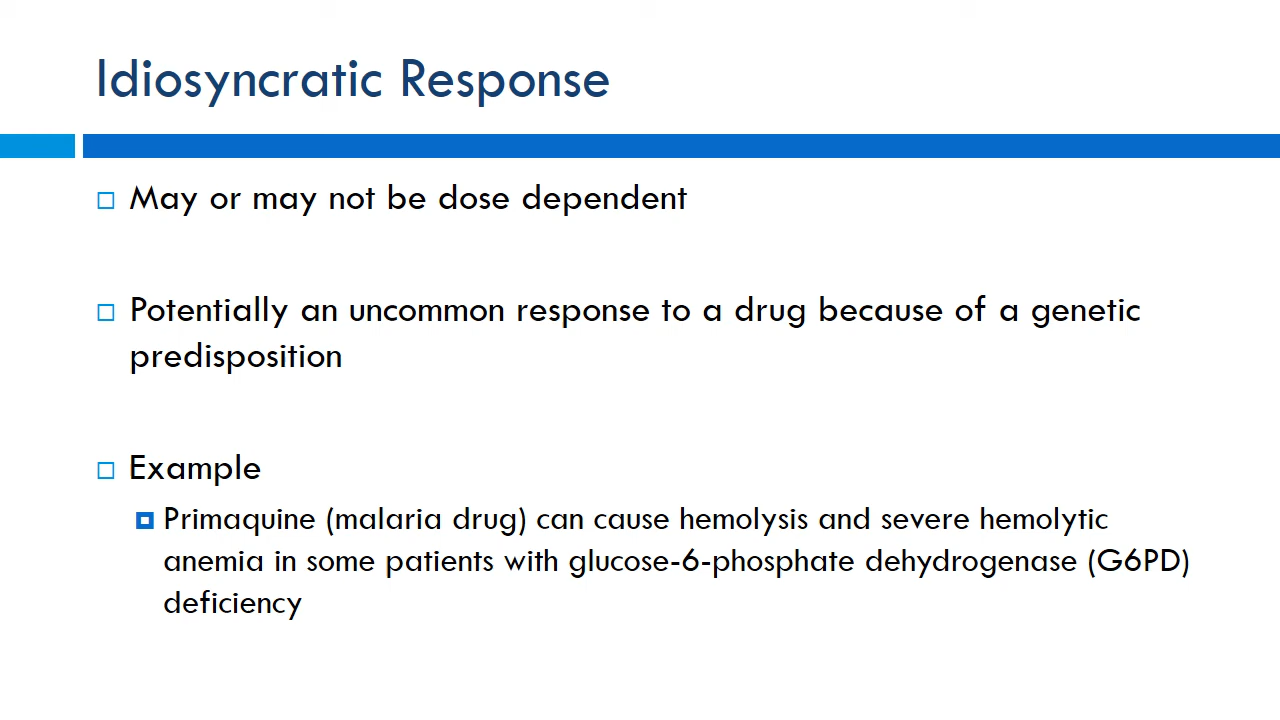 Idiosyncratic Response
May or may not be dose dependent
Potentially an uncommon response to a drug because of a genetic
predisposition
Example
Primaquine (malaria drug) can cause hemolysis and severe hemolytic
anemia in some patients with glucose-6-phosphate dehydrogenase (G6PD)
deficiency